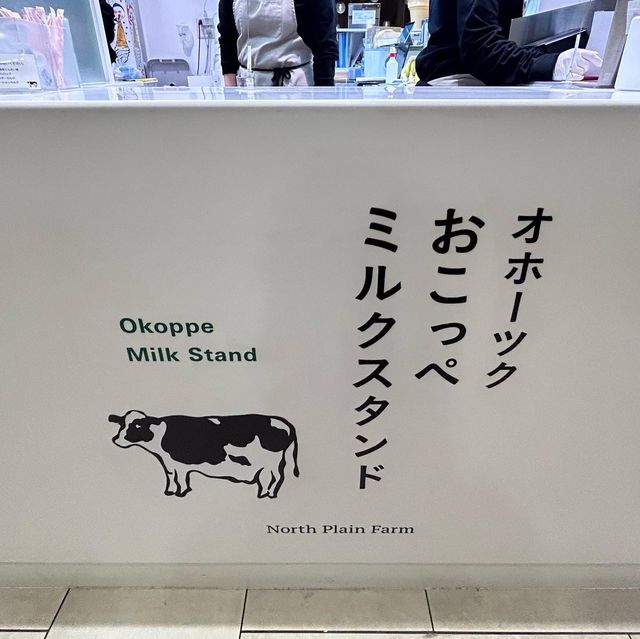 オホーツク
おこっぺ
ミルクスタンド
Okoppe
Milk Stand
North Plain Farm